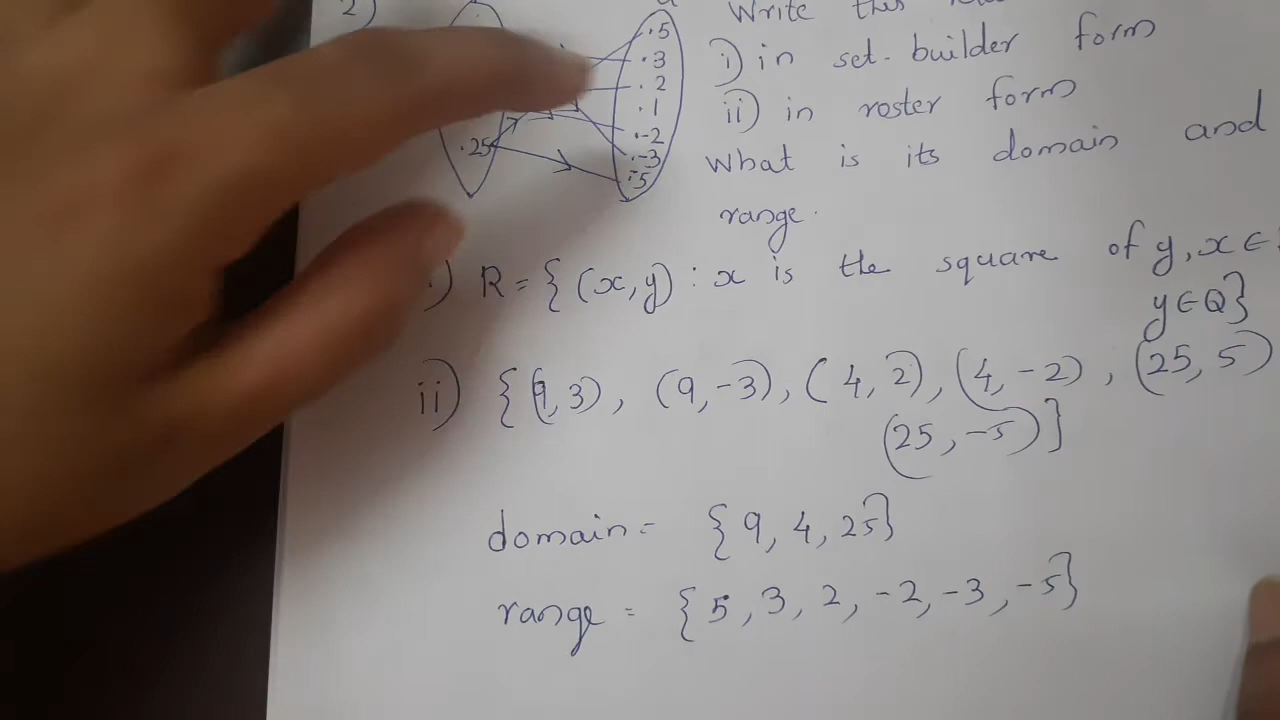 2)
Write this
i) in set-builder form
ii) in roster form
What is its domain and
range.
.25
.5
.3
.2
.1
.-2
.-3
.-5
i) R = { (x,y) : x is the square of y, x ∈
y ∈ Q}
ii) { (9,3), (9,-3), (4,2), (4,-2), (25,5)
(25,-5) }
domain = {9, 4, 25}
range = {5, 3, 2, -2, -3, -5}